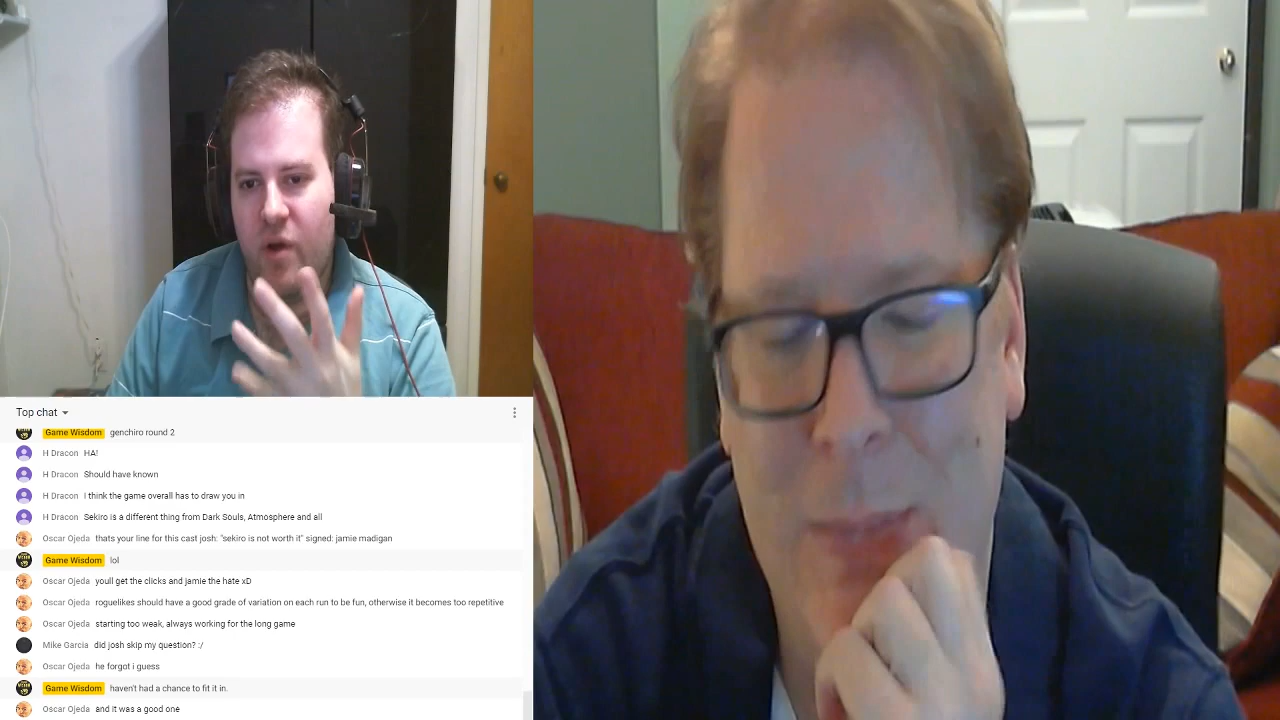 Top chat
Game Wisdom genchiro round 2
H Dracon HA!
H Dracon Should have known
H Dracon I think the game overall has to draw you in
H Dracon Sekiro is a different thing from Dark Souls, Atmosphere and all
Oscar Ojeda thats your line for this cast josh: "sekiro is not worth it" signed: jamie madigan
Game Wisdom lol
Oscar Ojeda youll get the clicks and jamie the hate xD
Oscar Ojeda roguelikes should have a good grade of variation on each run to be fun, otherwise it becomes too repetitive
Oscar Ojeda starting too weak, always working for the long game
Mike Garcia did josh skip my question? :/
Oscar Ojeda he forgot i guess
Game Wisdom haven't had a chance to fit it in.
Oscar Ojeda and it was a good one